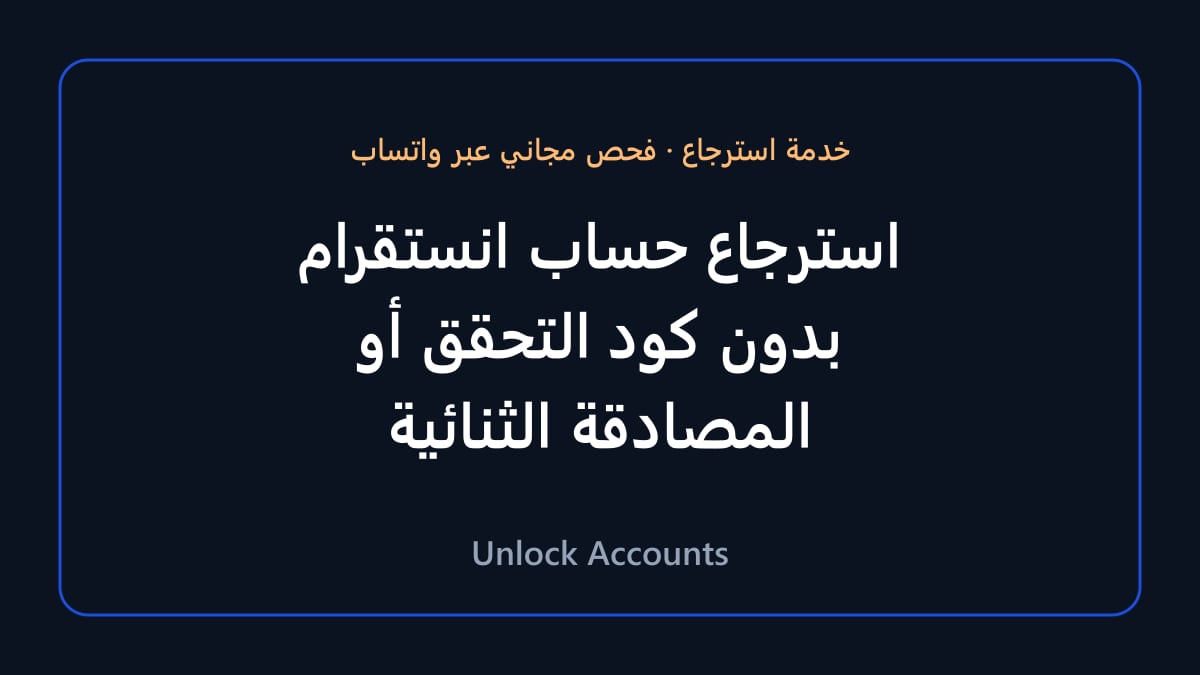 خدمة استرجاع · فحص مجاني عبر واتساب
استرجاع حساب انستقرام
بدون كود التحقق أو
المصادقة الثنائية
Unlock Accounts